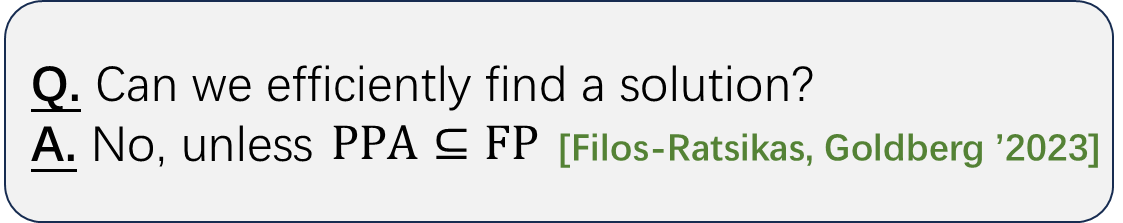 Q. Can we efficiently find a solution?
A. No, unless PPA ⊆ FP [Filos-Ratsikas, Goldberg ’2023]